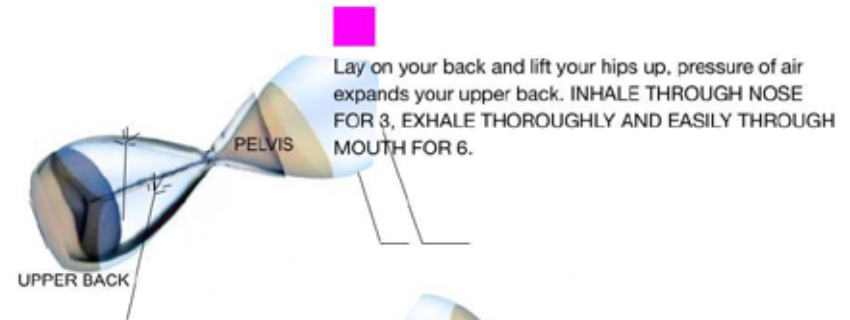 Lay on your back and lift your hips up, pressure of air
expands your upper back. INHALE THROUGH NOSE
FOR 3, EXHALE THOROUGHLY AND EASILY THROUGH
MOUTH FOR 6.
PELVIS
UPPER BACK